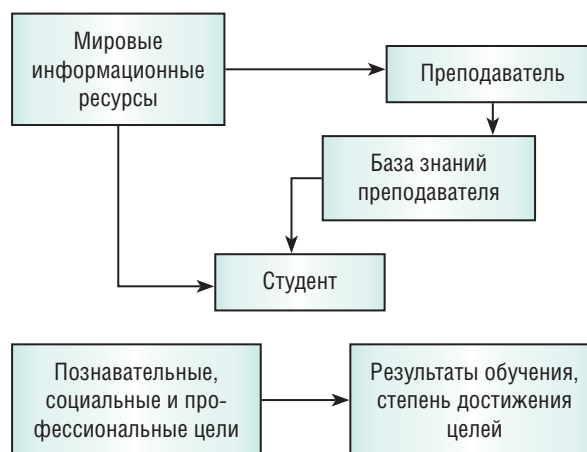 Мировые
информационные
ресурсы
Преподаватель
База знаний
преподавателя
Студент
Познавательные,
социальные и про-
фессиональные цели
Результаты обучения,
степень достижения
целей